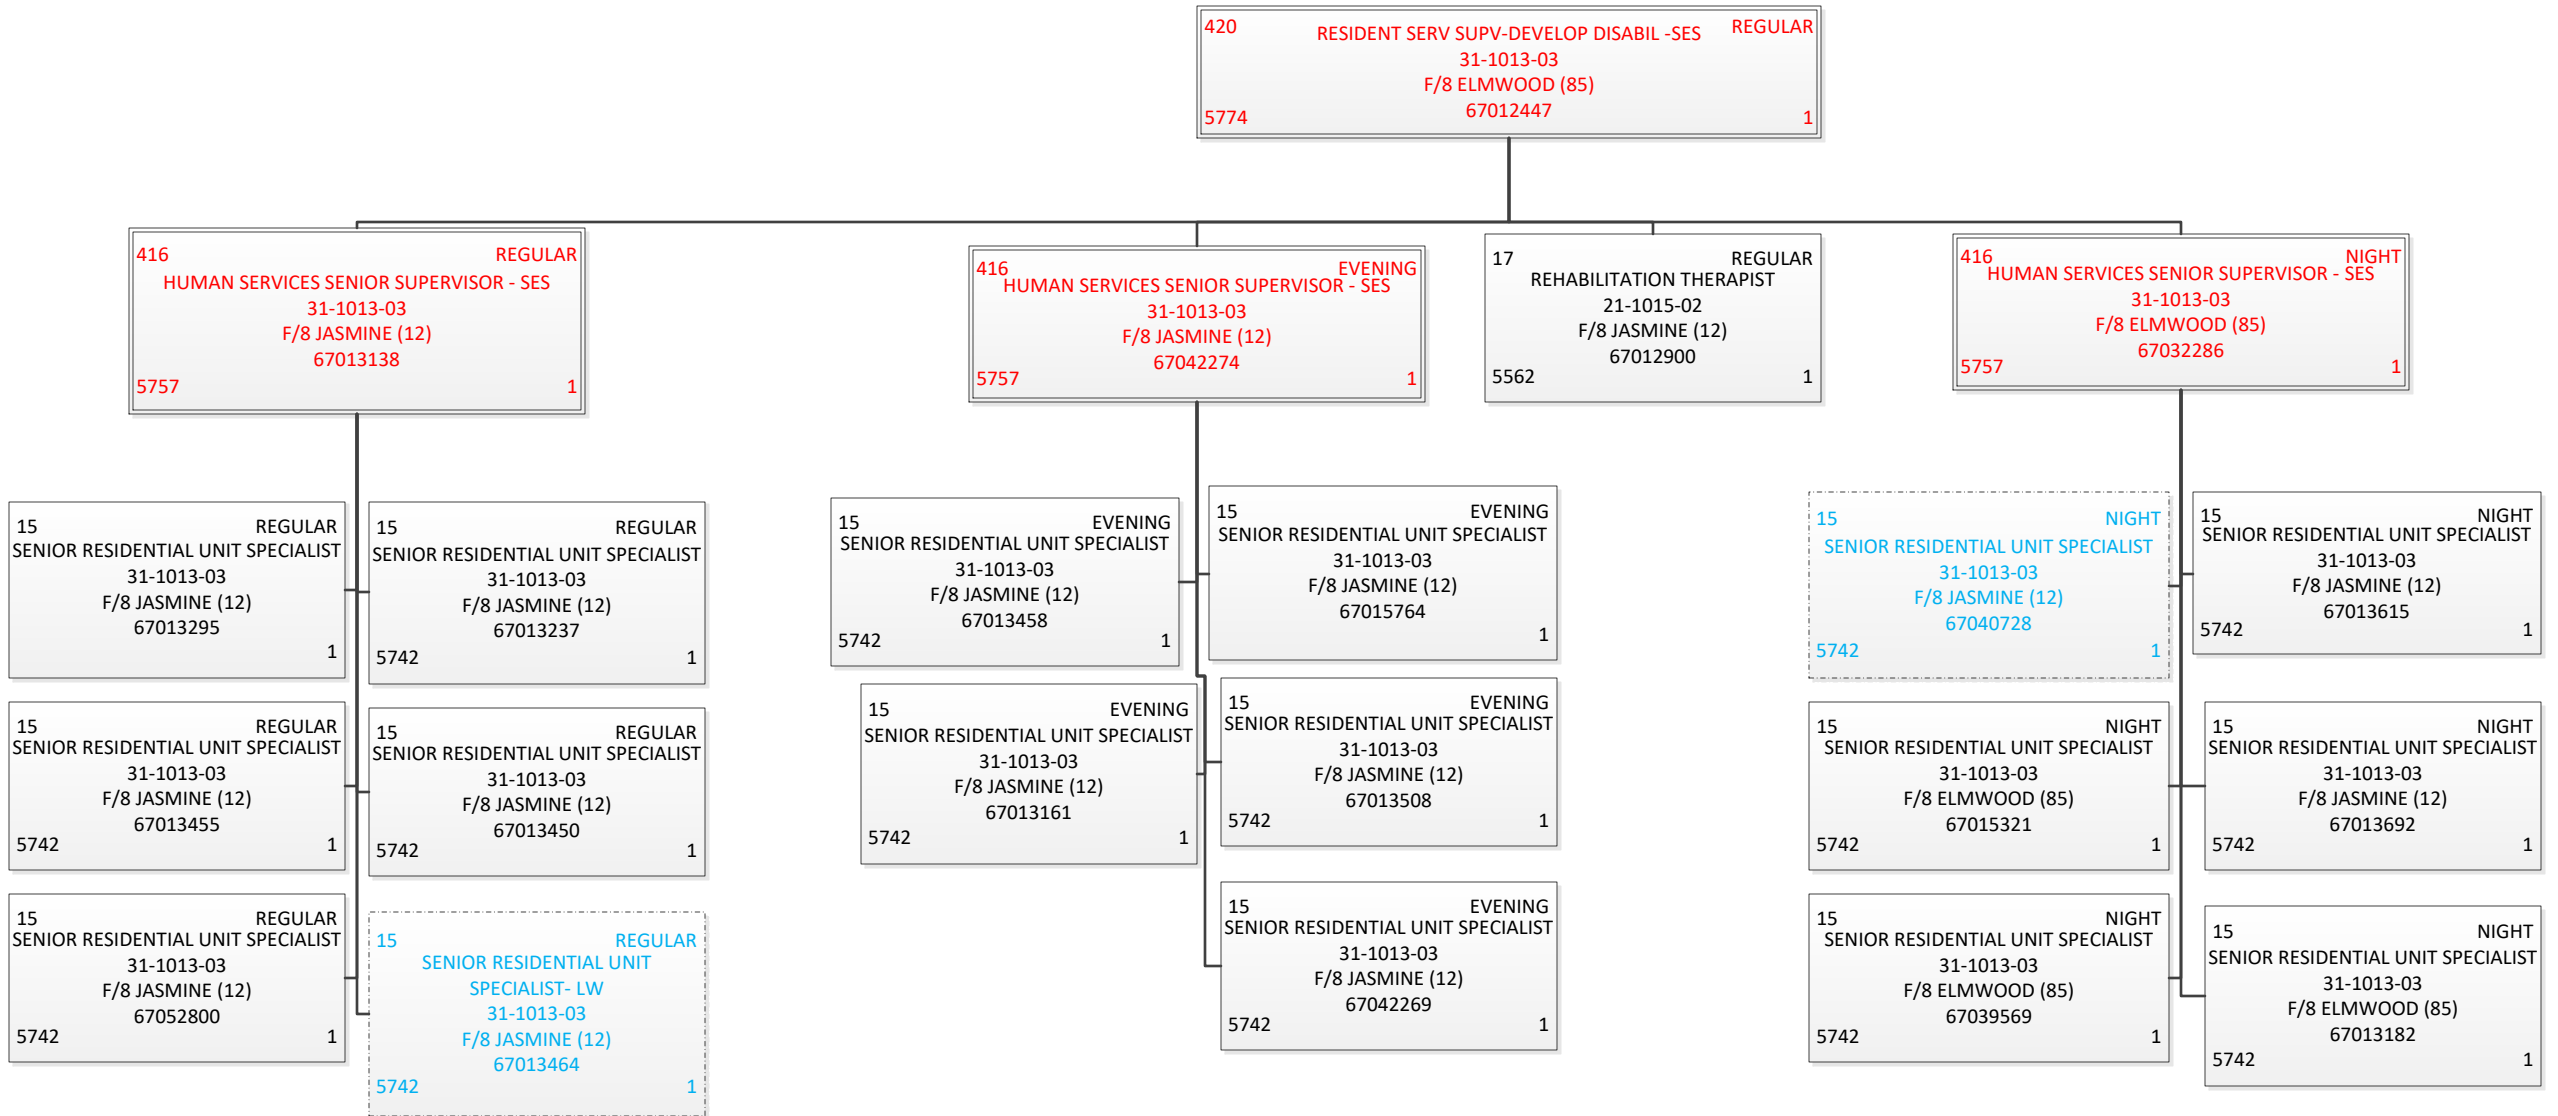 420 REGULAR
RESIDENT SERV SUPV-DEVELOP DISABIL -SES
31-1013-03
F/8 ELMWOOD (85)
67012447
5774 1
416 REGULAR
HUMAN SERVICES SENIOR SUPERVISOR - SES
31-1013-03
F/8 JASMINE (12)
67013138
5757 1
416 EVENING
HUMAN SERVICES SENIOR SUPERVISOR - SES
31-1013-03
F/8 JASMINE (12)
67042274
5757 1
17 REGULAR
REHABILITATION THERAPIST
21-1015-02
F/8 JASMINE (12)
67012900
5562 1
416 NIGHT
HUMAN SERVICES SENIOR SUPERVISOR - SES
31-1013-03
F/8 ELMWOOD (85)
67032286
5757 1
15 REGULAR
SENIOR RESIDENTIAL UNIT SPECIALIST
31-1013-03
F/8 JASMINE (12)
67013295
1
15 REGULAR
SENIOR RESIDENTIAL UNIT SPECIALIST
31-1013-03
F/8 JASMINE (12)
67013237
5742 1
15 REGULAR
SENIOR RESIDENTIAL UNIT SPECIALIST
31-1013-03
F/8 JASMINE (12)
67013455
5742 1
15 REGULAR
SENIOR RESIDENTIAL UNIT SPECIALIST
31-1013-03
F/8 JASMINE (12)
67013450
5742 1
15 REGULAR
SENIOR RESIDENTIAL UNIT SPECIALIST
31-1013-03
F/8 JASMINE (12)
67052800
5742 1
15 REGULAR
SENIOR RESIDENTIAL UNIT
SPECIALIST- LW
31-1013-03
F/8 JASMINE (12)
67013464
5742 1
15 EVENING
SENIOR RESIDENTIAL UNIT SPECIALIST
31-1013-03
F/8 JASMINE (12)
67013458
5742 1
15 EVENING
SENIOR RESIDENTIAL UNIT SPECIALIST
31-1013-03
F/8 JASMINE (12)
67015764
1
15 EVENING
SENIOR RESIDENTIAL UNIT SPECIALIST
31-1013-03
F/8 JASMINE (12)
67013161
5742 1
15 EVENING
SENIOR RESIDENTIAL UNIT SPECIALIST
31-1013-03
F/8 JASMINE (12)
67013508
5742 1
15 EVENING
SENIOR RESIDENTIAL UNIT SPECIALIST
31-1013-03
F/8 JASMINE (12)
67042269
5742 1
15 NIGHT
SENIOR RESIDENTIAL UNIT SPECIALIST
31-1013-03
F/8 JASMINE (12)
67040728
5742 1
15 NIGHT
SENIOR RESIDENTIAL UNIT SPECIALIST
31-1013-03
F/8 JASMINE (12)
67013615
5742 1
15 NIGHT
SENIOR RESIDENTIAL UNIT SPECIALIST
31-1013-03
F/8 ELMWOOD (85)
67015321
5742 1
15 NIGHT
SENIOR RESIDENTIAL UNIT SPECIALIST
31-1013-03
F/8 JASMINE (12)
67013692
5742 1
15 NIGHT
SENIOR RESIDENTIAL UNIT SPECIALIST
31-1013-03
F/8 ELMWOOD (85)
67039569
5742 1
15 NIGHT
SENIOR RESIDENTIAL UNIT SPECIALIST
31-1013-03
F/8 ELMWOOD (85)
67013182
5742 1